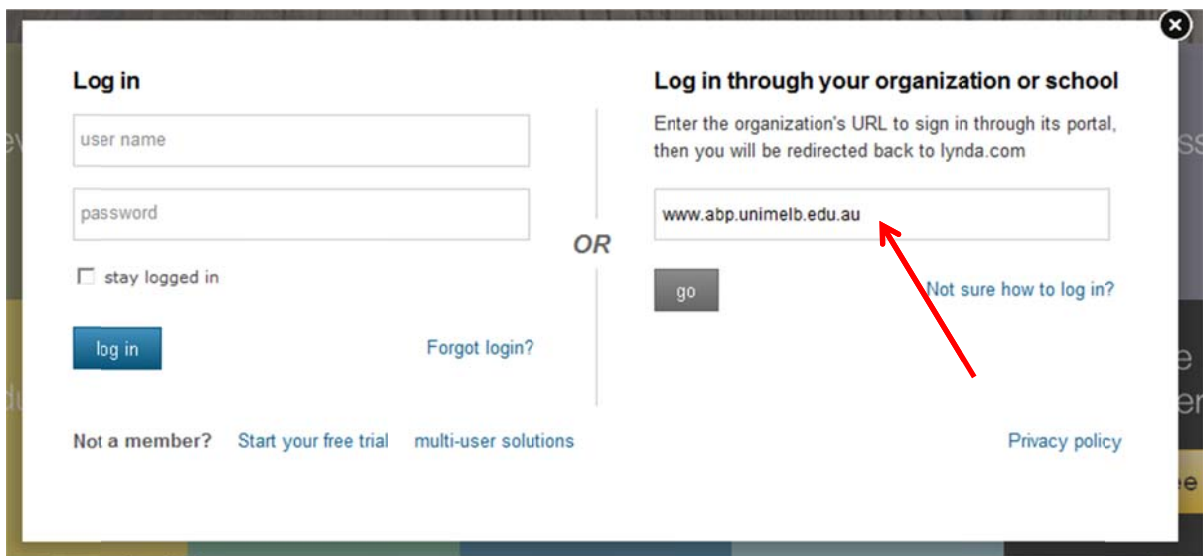 Log in
user name
password
stay logged in
log in
Forgot login?
OR
Log in through your organization or school
Enter the organization's URL to sign in through its portal,
then you will be redirected back to lynda.com
www.abp.unimelb.edu.au
go
Not sure how to log in?
Not a member? Start your free trial multi-user solutions
Privacy policy